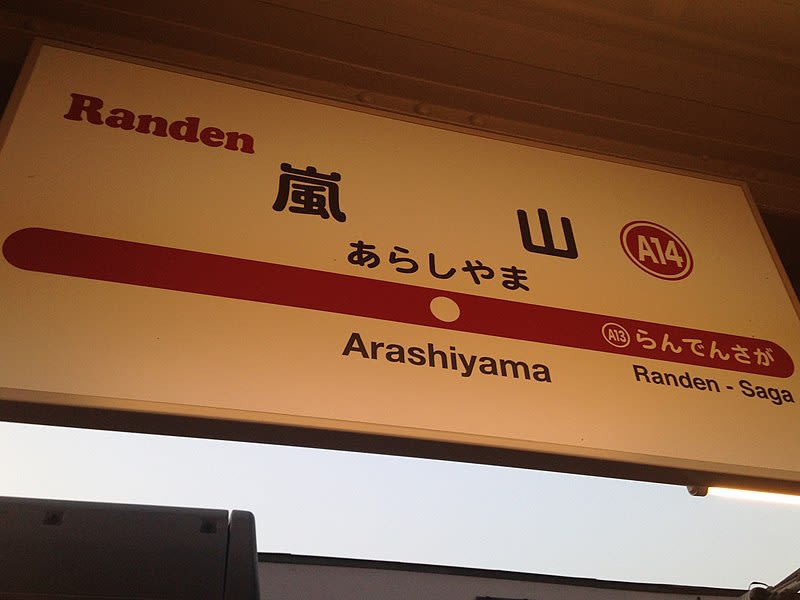 Randen
嵐山
A14
あらしやま
A13 らんでんさが
Arashiyama
Randen - Saga